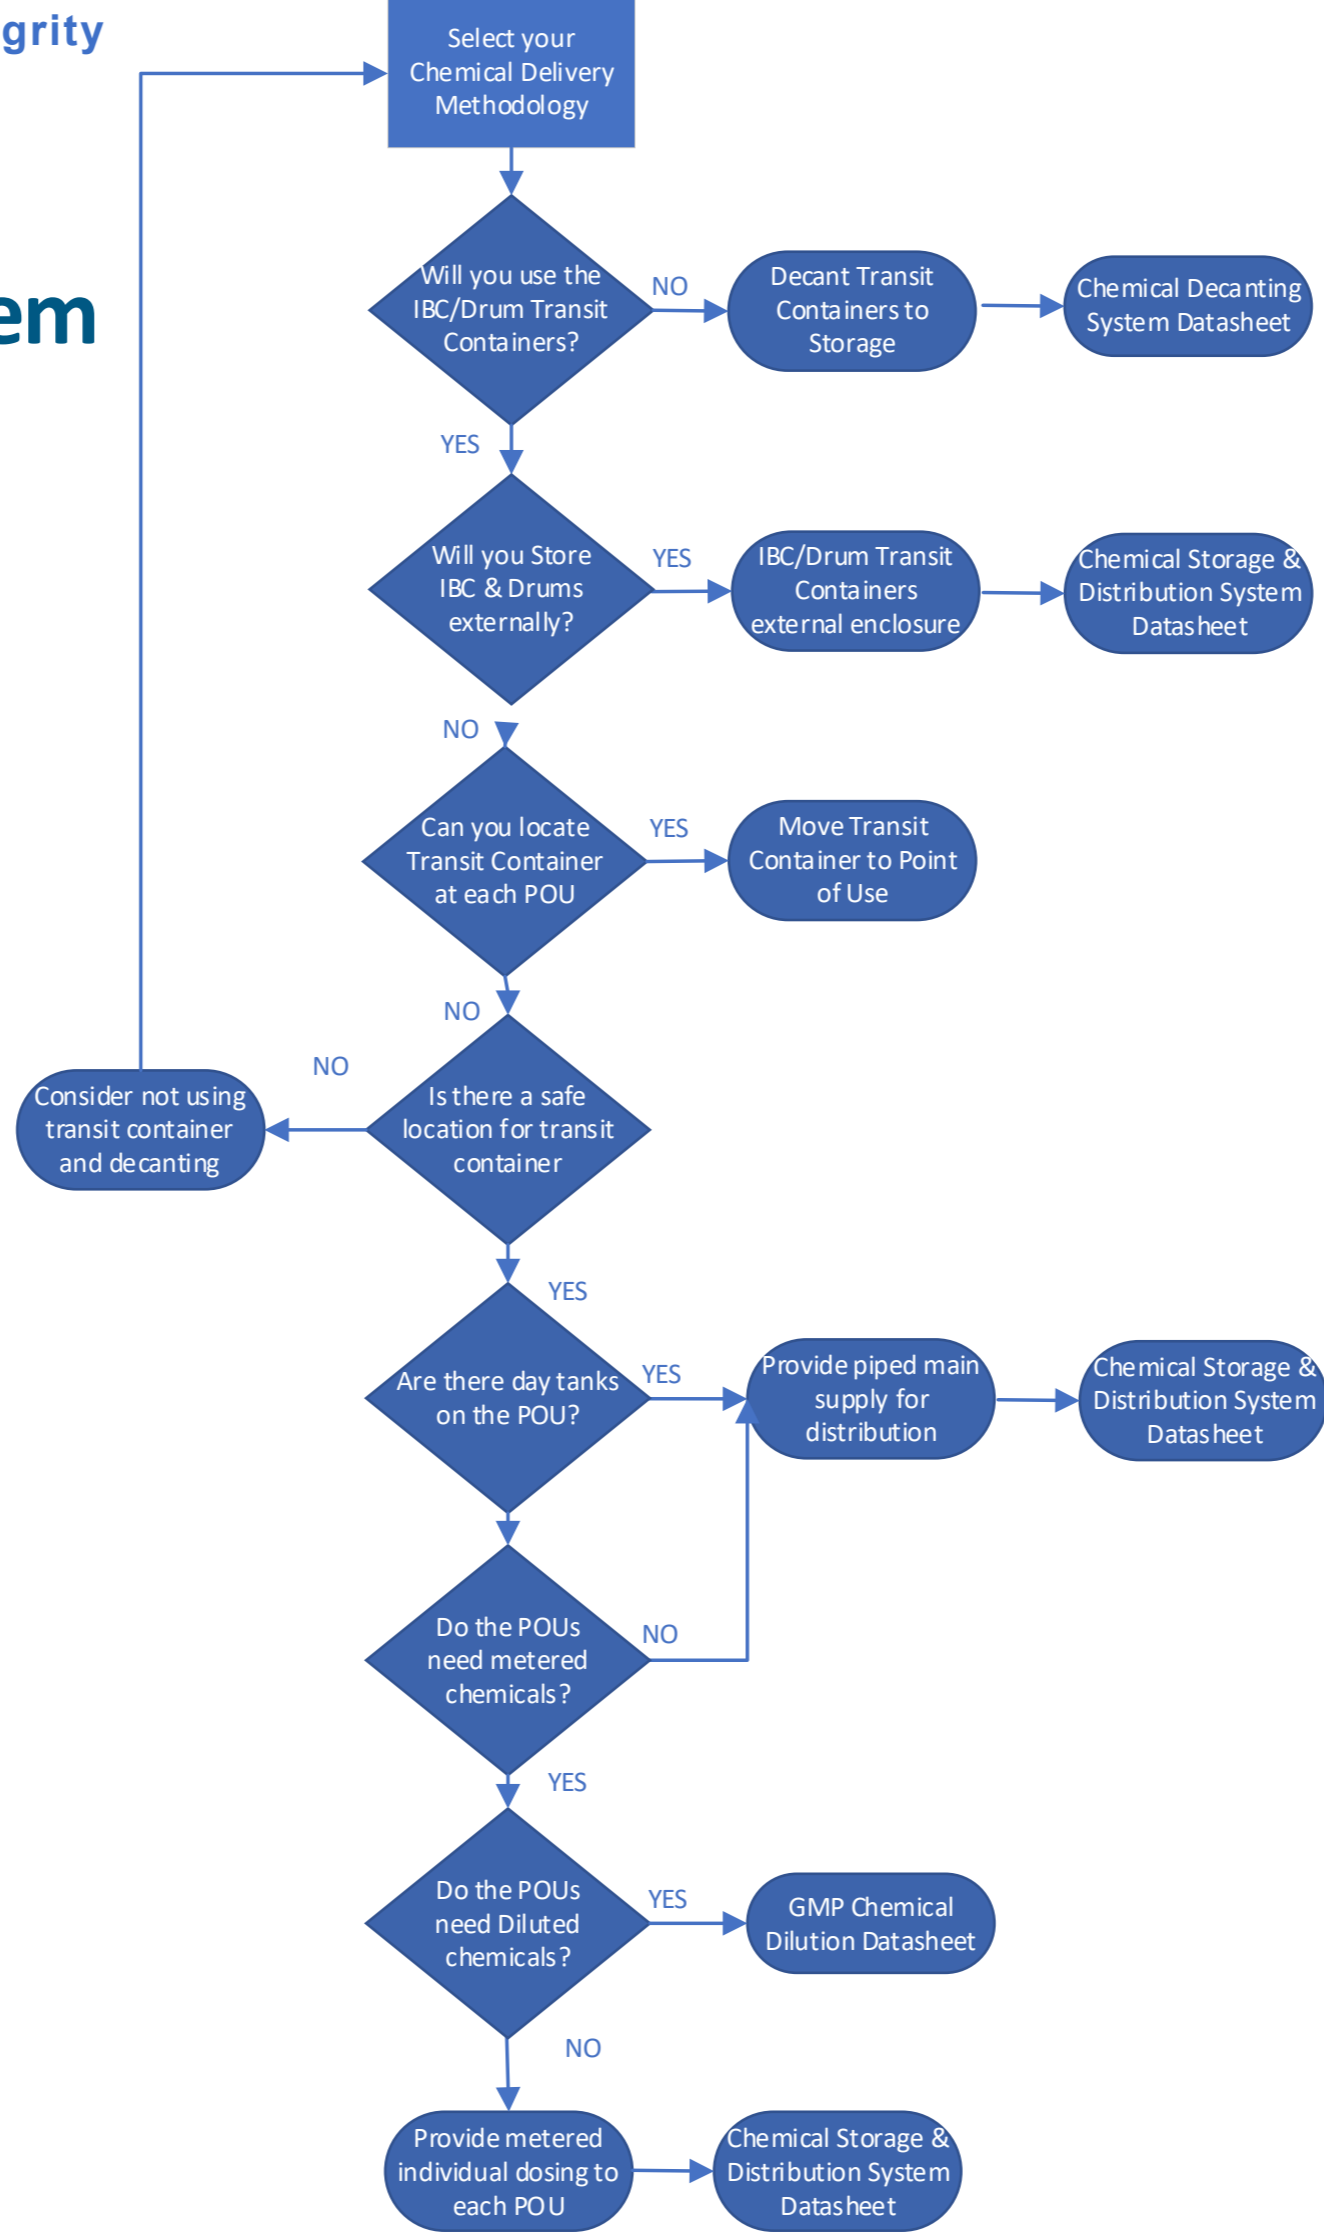 grity
em
Select your
Chemical Delivery
Methodology
Will you use the
IBC/Drum Transit
Containers?
NO
Decant Transit
Containers to
Storage
Chemical Decanting
System Datasheet
YES
Will you Store
IBC & Drums
externally?
YES
IBC/Drum Transit
Containers
external enclosure
Chemical Storage &
Distribution System
Datasheet
NO
Can you locate
Transit Container
at each POU
YES
Move Transit
Container to Point
of Use
NO
Is there a safe
location for transit
container
NO
Consider not using
transit container
and decanting
YES
Are there day tanks
on the POU?
YES
Provide piped main
supply for
distribution
Chemical Storage &
Distribution System
Datasheet
Do the POUs
need metered
chemicals?
NO
YES
Do the POUs
need Diluted
chemicals?
YES
GMP Chemical
Dilution Datasheet
NO
Provide metered
individual dosing to
each POU
Chemical Storage &
Distribution System
Datasheet